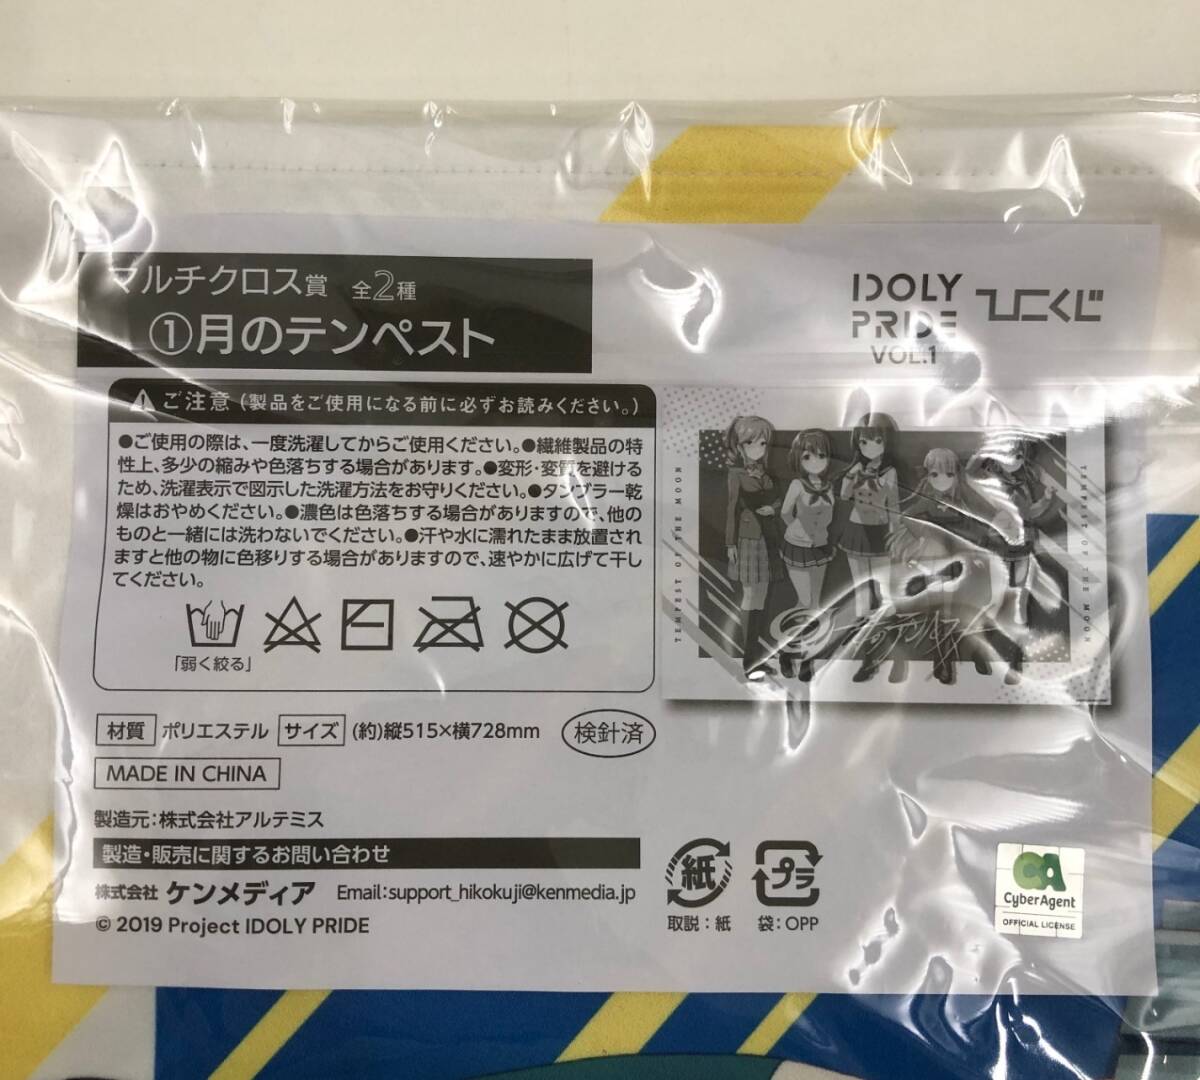 マルチクロス賞 全2種
①月のテンペスト
IDOLY
PRIDE
VOL.1
ひこくじ
ご注意(製品をご使用になる前に必ずお読みください。)
●ご使用の際は、一度洗濯してからご使用ください。●繊維製品の特
性上、多少の縮みや色落ちする場合があります。●変形・変質を避ける
ため、洗濯表示で図示した洗濯方法をお守りください。●タンブラー乾
燥はおやめください。●濃色は色落ちする場合がありますので、他の
ものと一緒には洗わないでください。●汗や水に濡れたまま放置され
ますと他の物に色移りする場合がありますので、速やかに広げて干し
てください。
「弱く絞る」
TEMPEST OF THE MOON
TEMPEST OF THE MOON
月のテンペスト
材質 ポリエステル サイズ (約)縦515×横728mm 検針済
MADE IN CHINA
製造元:株式会社アルテミス
製造・販売に関するお問い合わせ
株式会社 ケンメディア Email:support_hikokuji@kenmedia.jp
© 2019 Project IDOLY PRIDE
紙
取説:紙
プラ
袋:OPP
CA
CyberAgent
OFFICIAL LICENSE